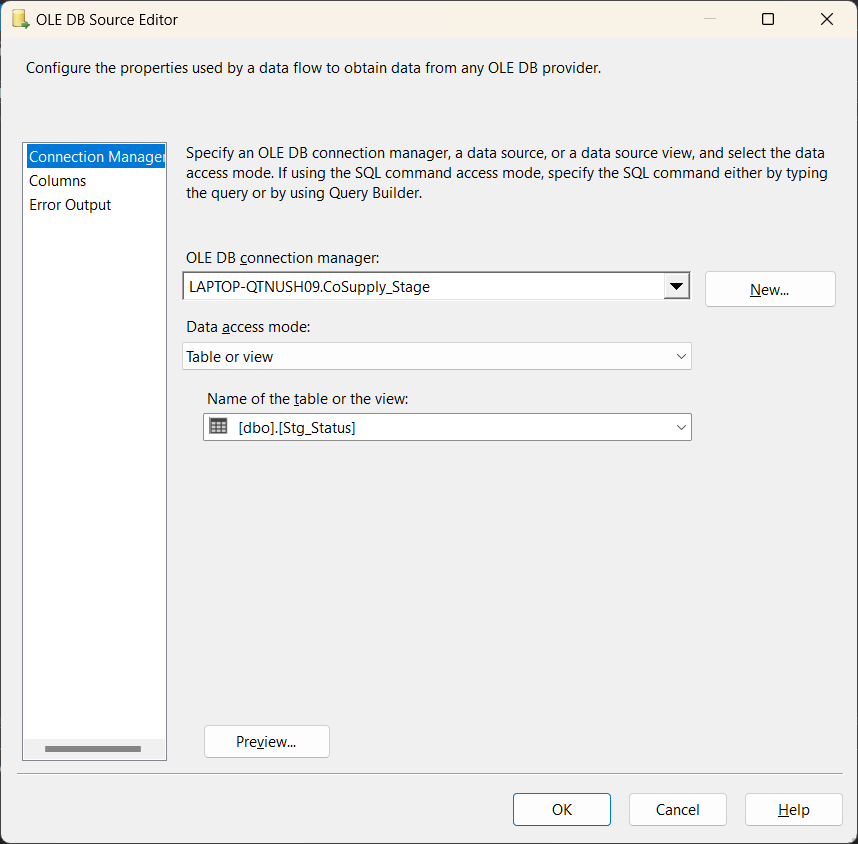 OLE DB Source Editor
Configure the properties used by a data flow to obtain data from any OLE DB provider.
Connection Manager
Columns
Error Output
Specify an OLE DB connection manager, a data source, or a data source view, and select the data
access mode. If using the SQL command access mode, specify the SQL command either by typing
the query or by using Query Builder.
OLE DB connection manager:
LAPTOP-QTNUSH09.CoSupply_Stage
New...
Data access mode:
Table or view
Name of the table or the view:
[dbo].[Stg_Status]
Preview...
OK
Cancel
Help